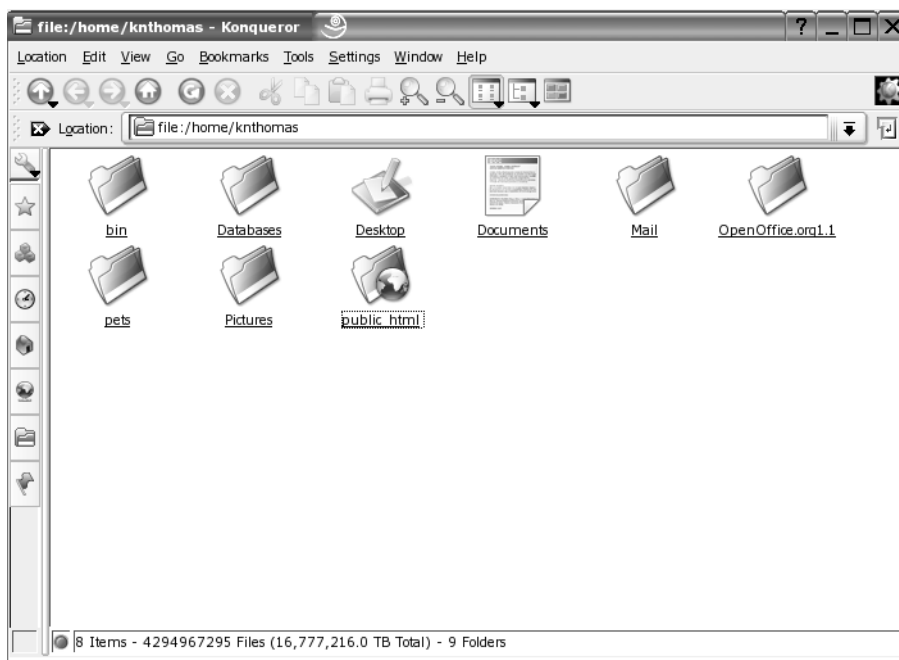 file:/home/knthomas - Konqueror
Location Edit View Go Bookmarks Tools Settings Window Help
Location: file:/home/knthomas
bin Databases Desktop Documents Mail OpenOffice.org1.1
pets Pictures public_html
8 Items - 4294967295 Files (16,777,216.0 TB Total) - 9 Folders